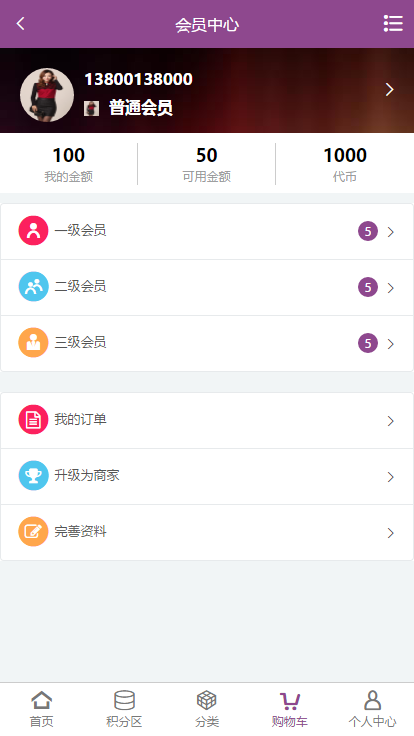 会员中心
13800138000
普通会员
100 50 1000
我的金额 可用金额 代币
一级会员 5
二级会员 5
三级会员 5
我的订单
升级为商家
完善资料
首页 积分区 分类 购物车 个人中心